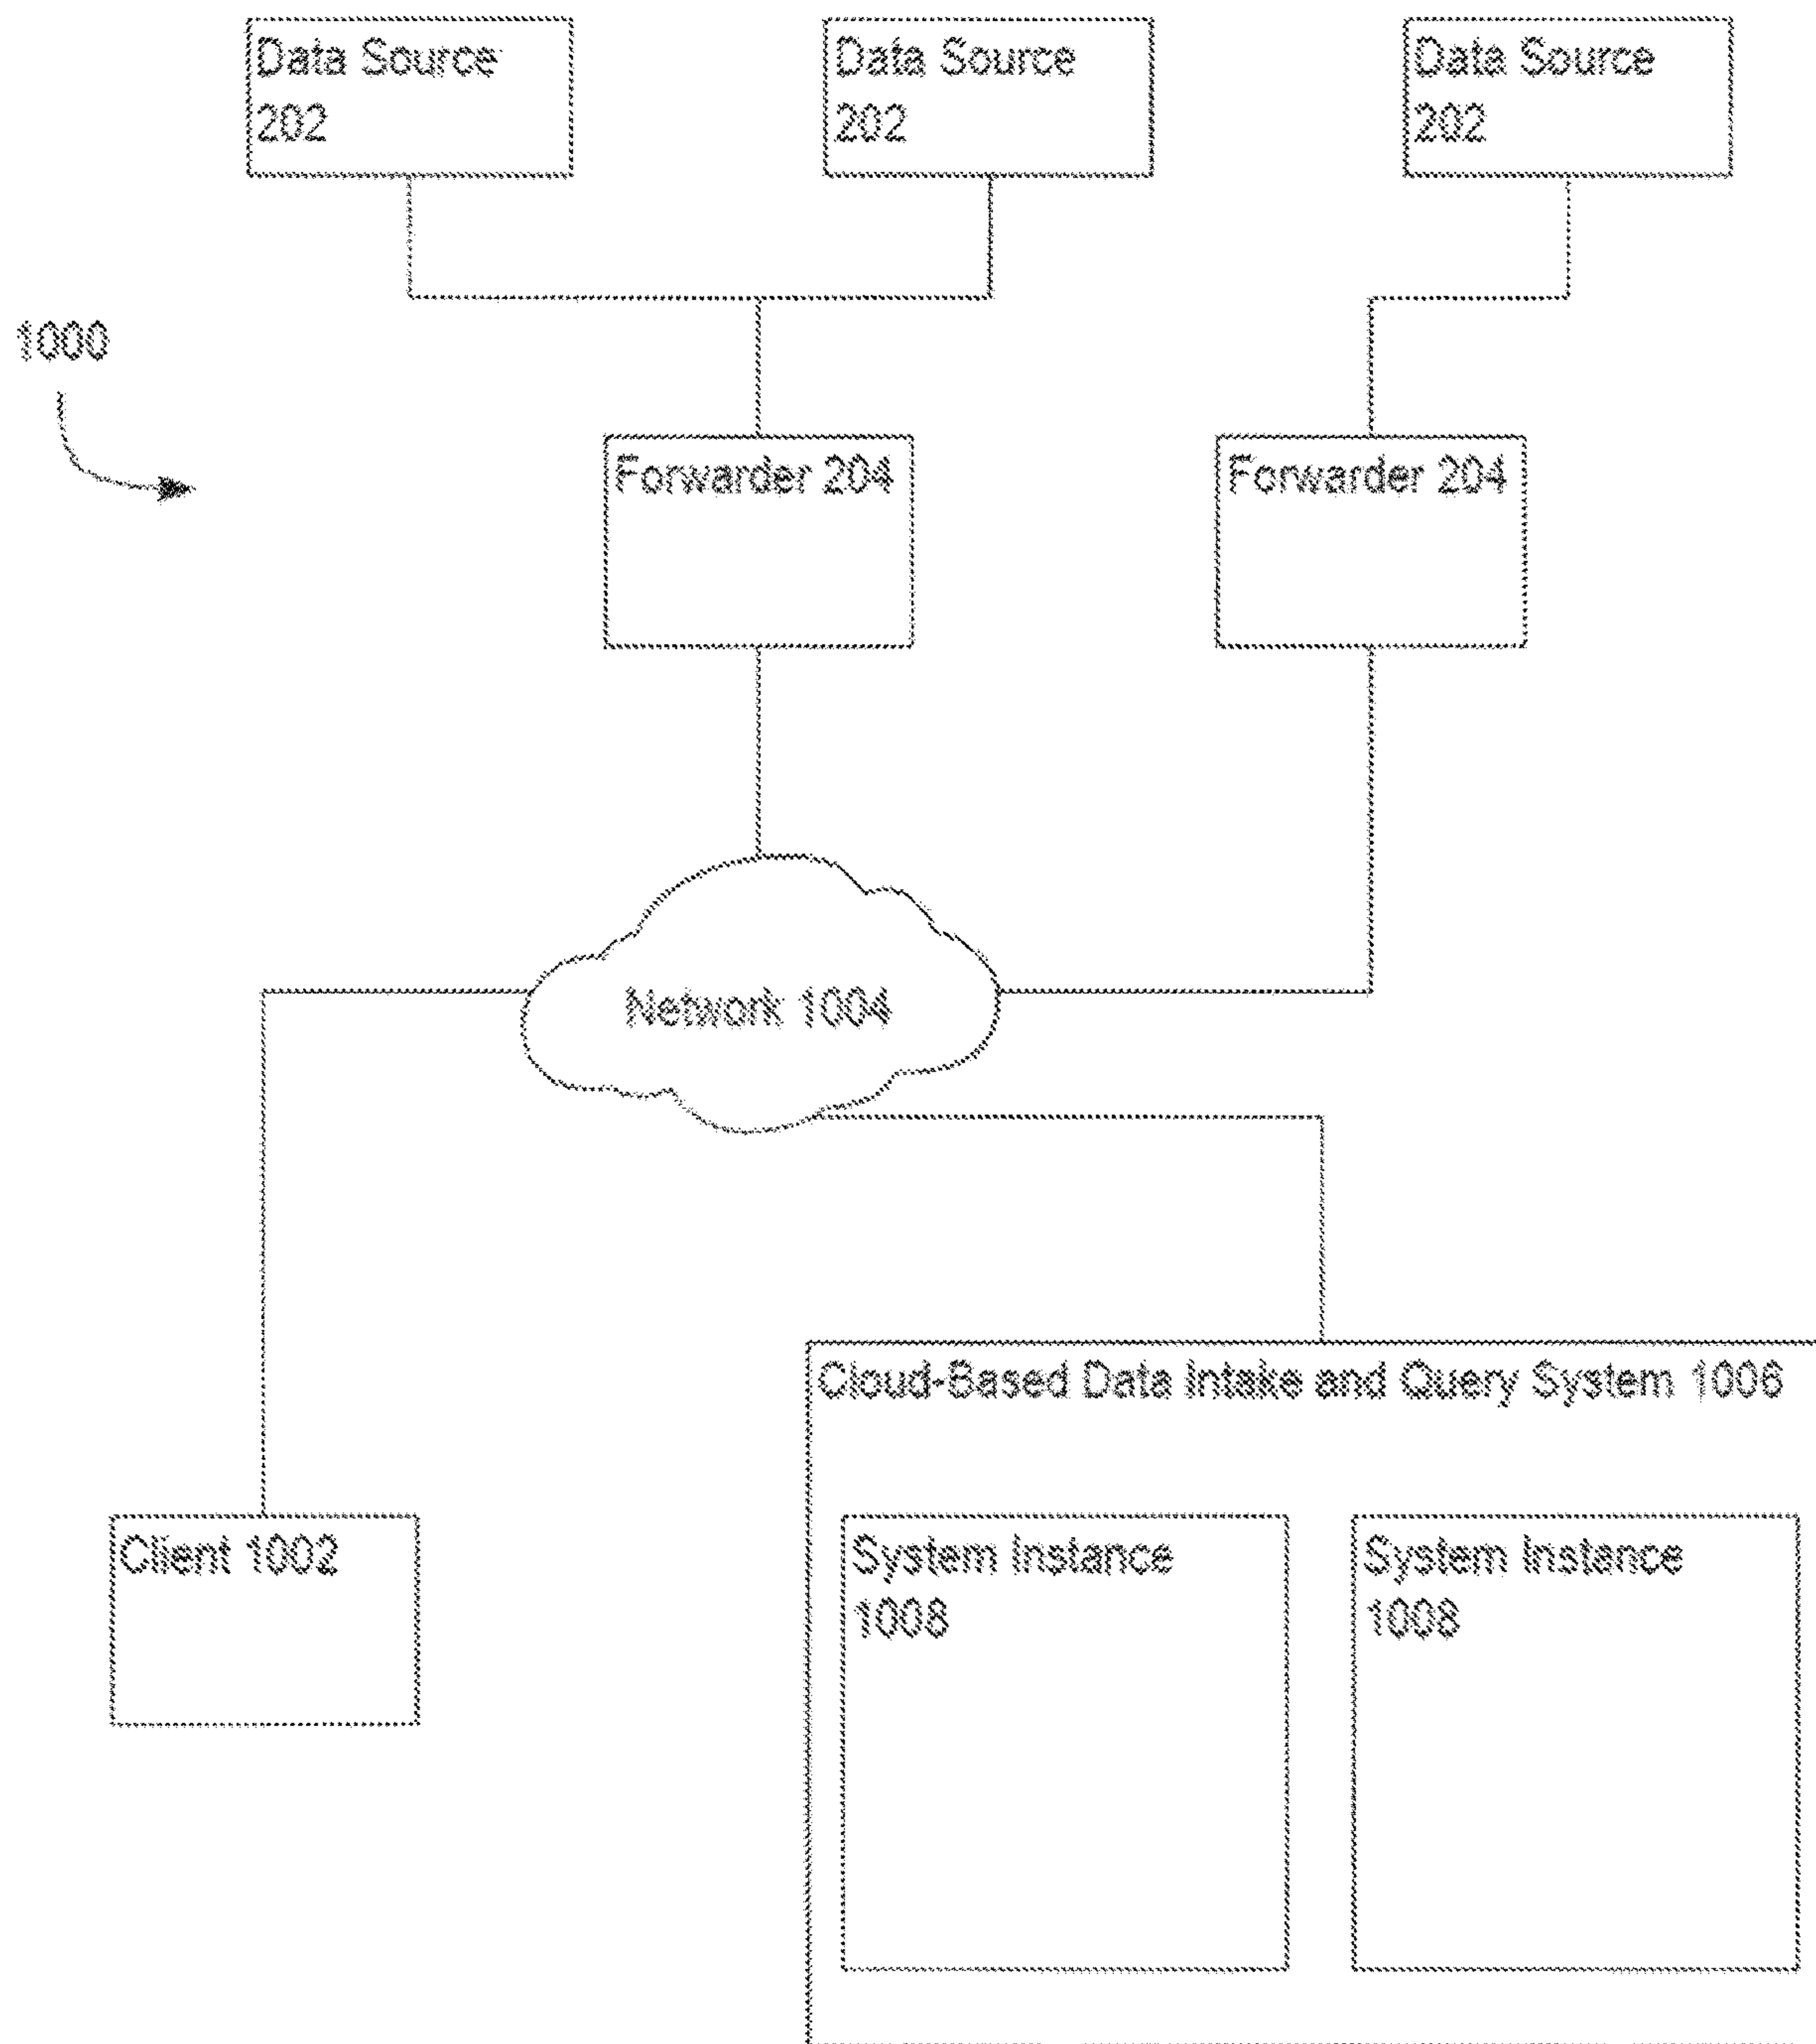 Data Source
202
Data Source
202
Data Source
202
1000
Forwarder 204
Forwarder 204
Network 1004
Cloud-Based Data Intake and Query System 1006
Client 1002
System Instance
1008
System Instance
1008